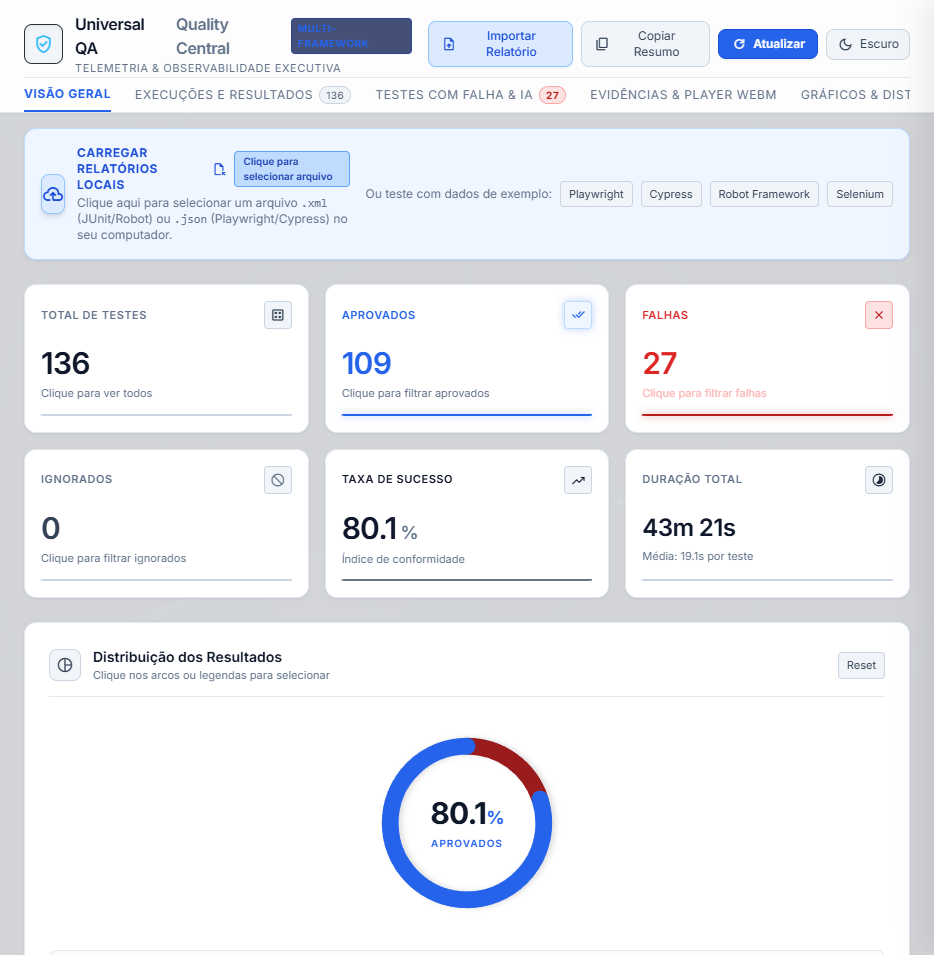 Universal QA
Quality Central
MULTI-FRAMEWORK
TELEMETRIA & OBSERVABILIDADE EXECUTIVA
Importar Relatório
Copiar Resumo
Atualizar
Escuro
VISÃO GERAL
EXECUÇÕES E RESULTADOS 136
TESTES COM FALHA & IA 27
EVIDÊNCIAS & PLAYER WEBM
GRÁFICOS & DIST
CARREGAR
RELATÓRIOS
LOCAIS
Clique para
selecionar arquivo
Clique aqui para selecionar um arquivo .xml
(JUnit/Robot) ou .json (Playwright/Cypress) no
seu computador.
Ou teste com dados de exemplo:
Playwright
Cypress
Robot Framework
Selenium
TOTAL DE TESTES
136
Clique para ver todos
APROVADOS
109
Clique para filtrar aprovados
FALHAS
27
Clique para filtrar falhas
IGNORADOS
0
Clique para filtrar ignorados
TAXA DE SUCESSO
80.1 %
Índice de conformidade
DURAÇÃO TOTAL
43m 21s
Média: 19.1s por teste
Distribuição dos Resultados
Clique nos arcos ou legendas para selecionar
Reset
80.1%
APROVADOS